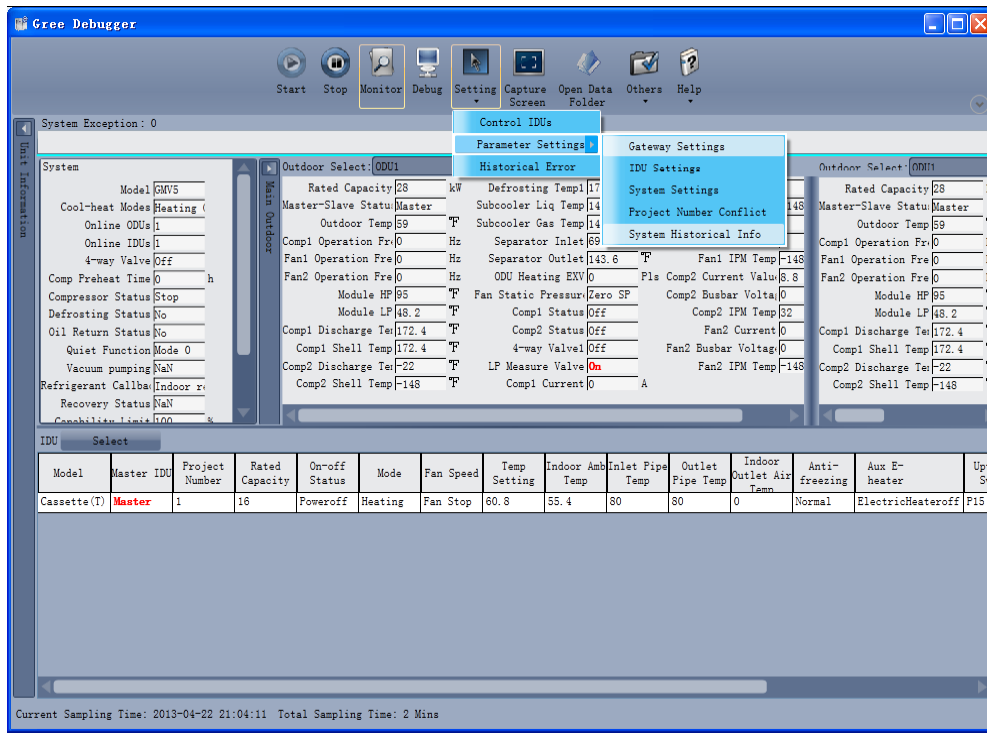 Gree Debugger
Start Stop Monitor Debug Setting Capture Screen Open Data Folder Others Help
System Exception: 0
Control IDUs
Parameter Settings
Historical Error
Gateway Settings
IDU Settings
System Settings
Project Number Conflict
System Historical Info
Unit Information
System
Model GMV5
Cool-heat Modes Heating
Online ODUs 1
Online IDUs 1
4-way Valve Off
Comp Preheat Time 0 h
Compressor Status Stop
Defrosting Status No
Oil Return Status No
Quiet Function Mode 0
Vacuum pumping NaN
Refrigerant Callba Indoor r
Recovery Status NaN
Capability Limit 100 %
Main Outdoor
Outdoor Select: ODU1
Rated Capacity 28 kW
Master-Slave Statu Master
Outdoor Temp 59 ℉
Comp1 Operation Fr 0 Hz
Fan1 Operation Fre 0 Hz
Fan2 Operation Fre 0 Hz
Module HP 95 ℉
Module LP 48.2 ℉
Comp1 Discharge Te 172.4 ℉
Comp1 Shell Temp 172.4 ℉
Comp2 Discharge Te -22 ℉
Comp2 Shell Temp -148 ℉
Defrosting Temp1 17
Subcooler Liq Temp 14
Subcooler Gas Temp 14
Separator Inlet 69
Separator Outlet 143.6 ℉
ODU Heating EXV 0 Pls
Fan Static Pressur Zero SP
Comp1 Status Off
Comp2 Status Off
4-way Valve1 Off
LP Measure Valve On
Comp1 Current 0 A
148
Fan1 IPM Temp -148
Comp2 Current Valu 8.8
Comp2 Busbar Volta 0
Comp2 IPM Temp 32
Fan2 Current 0
Fan2 Busbar Voltag 0
Fan2 IPM Temp -148
Outdoor Select: ODU1
Rated Capacity 28
Master-Slave Statu Master
Outdoor Temp 59
Comp1 Operation Fr 0
Fan1 Operation Fre 0
Fan2 Operation Fre 0
Module HP 95
Module LP 48.2
Comp1 Discharge Te 172.4
Comp1 Shell Temp 172.4
Comp2 Discharge Te -22
Comp2 Shell Temp -148
IDU Select
Model Master IDU Project Number Rated Capacity On-off Status Mode Fan Speed Temp Setting Indoor Amb Temp Inlet Pipe Temp Outlet Pipe Temp Indoor Outlet Air Temp Anti-freezing Aux E-heater Up
Cassette(T) Master 1 16 Poweroff Heating Fan Stop 60.8 55.4 80 80 0 Normal ElectricHeateroff P15
Current Sampling Time: 2013-04-22 21:04:11 Total Sampling Time: 2 Mins